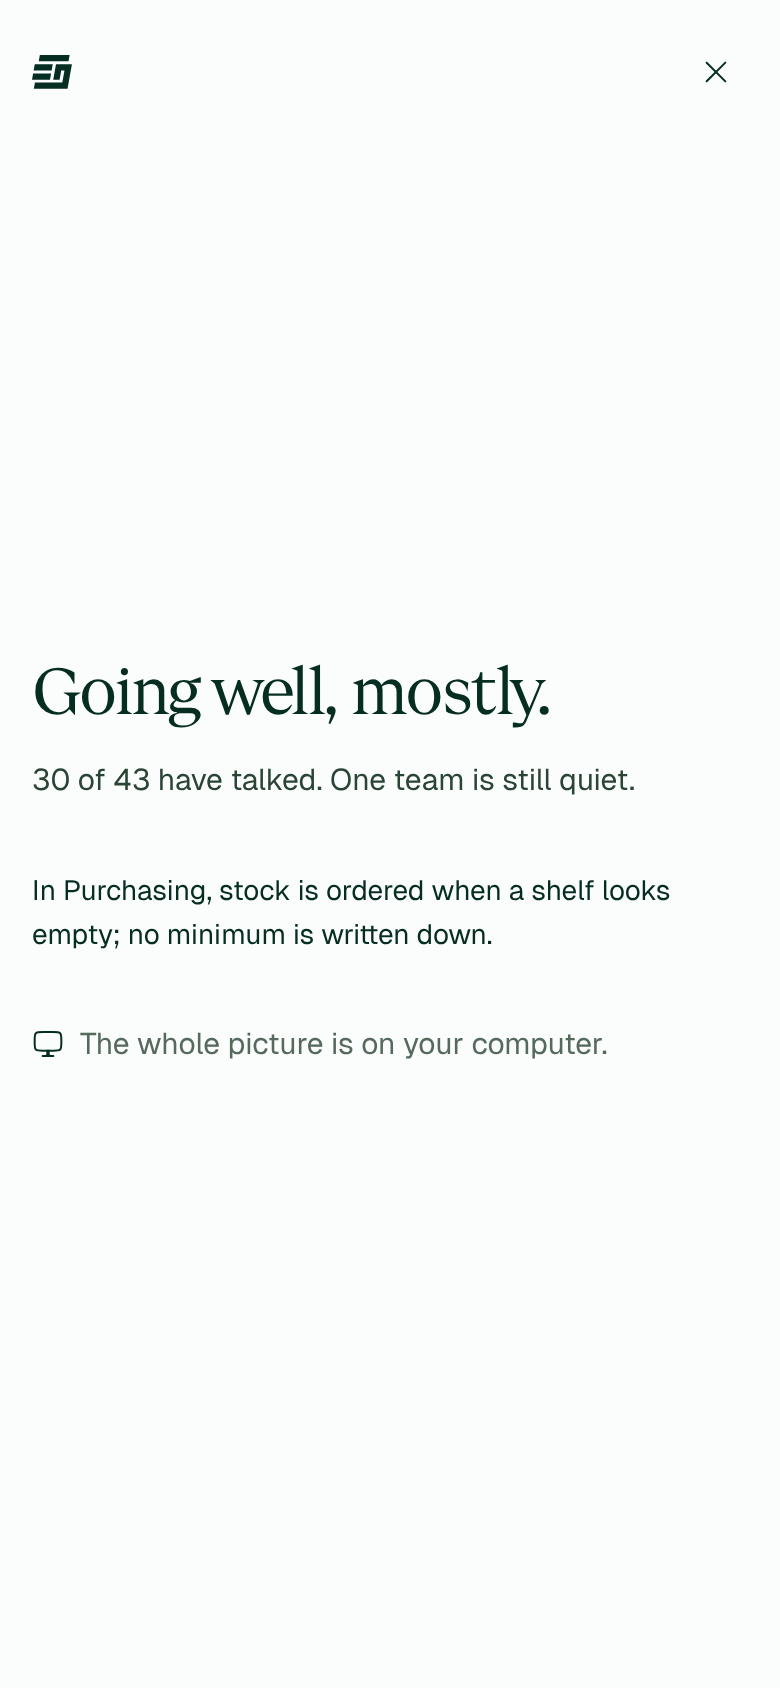 Going well, mostly.
30 of 43 have talked. One team is still quiet.
In Purchasing, stock is ordered when a shelf looks
empty; no minimum is written down.
The whole picture is on your computer.